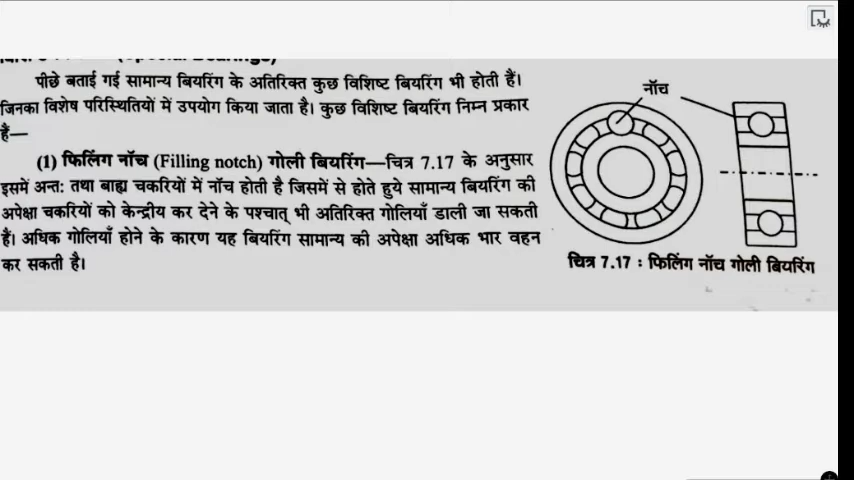 (Special Bearings)
पीछे बताई गई सामान्य बियरिंग के अतिरिक्त कुछ विशिष्ट बियरिंग भी होती हैं।
जिनका विशेष परिस्थितियों में उपयोग किया जाता है। कुछ विशिष्ट बियरिंग निम्न प्रकार
हैं—
(1) फिलिंग नॉच (Filling notch) गोली बियरिंग—चित्र 7.17 के अनुसार
इसमें अन्तः तथा बाह्य चकरियों में नॉच होती है जिसमें से होते हुये सामान्य बियरिंग की
अपेक्षा चकरियों को केन्द्रीय कर देने के पश्चात् भी अतिरिक्त गोलियाँ डाली जा सकती
हैं। अधिक गोलियाँ होने के कारण यह बियरिंग सामान्य की अपेक्षा अधिक भार वहन
कर सकती है।
नॉच
चित्र 7.17 : फिलिंग नॉच गोली बियरिंग